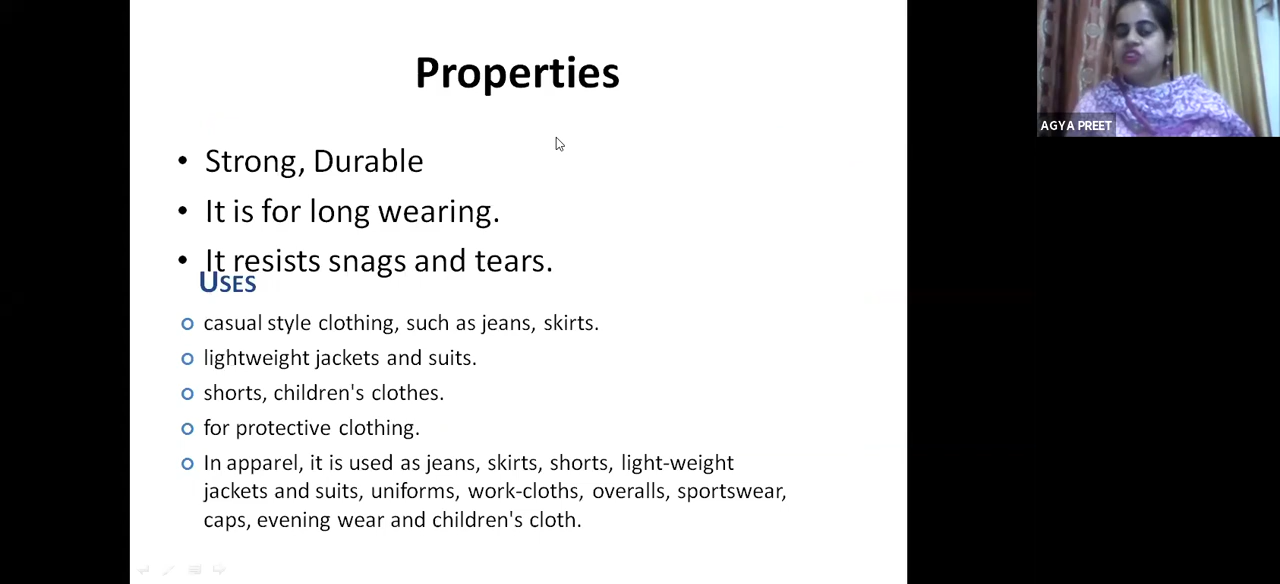 Properties
AGYA PREET
• Strong, Durable
• It is for long wearing.
• It resists snags and tears.
USES
casual style clothing, such as jeans, skirts.
lightweight jackets and suits.
shorts, children's clothes.
for protective clothing.
In apparel, it is used as jeans, skirts, shorts, light-weight
jackets and suits, uniforms, work-cloths, overalls, sportswear,
caps, evening wear and children's cloth.